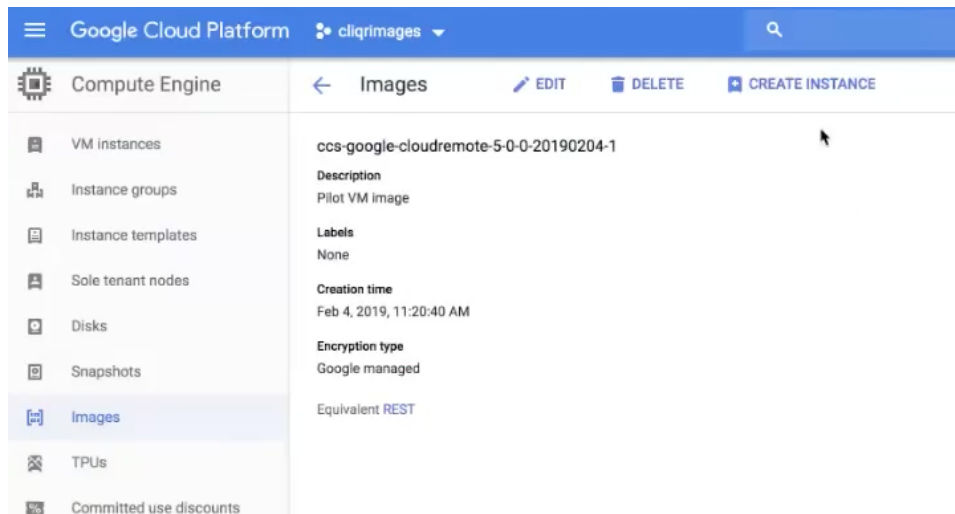 Google Cloud Platform cliqrimages
Compute Engine
Images EDIT DELETE CREATE INSTANCE
VM instances
Instance groups
Instance templates
Sole tenant nodes
Disks
Snapshots
Images
TPUs
Committed use discounts
ccs-google-cloudremote-5-0-0-20190204-1
Description
Pilot VM image
Labels
None
Creation time
Feb 4, 2019, 11:20:40 AM
Encryption type
Google managed
Equivalent REST